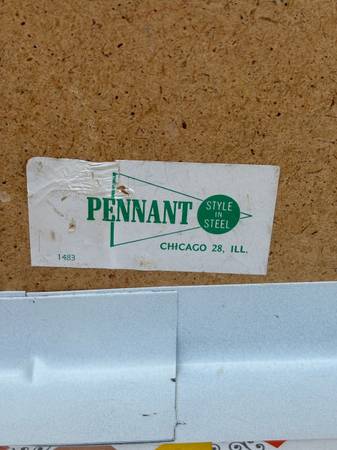 PENNANT
STYLE
IN
STEEL
CHICAGO 28, ILL.
1483